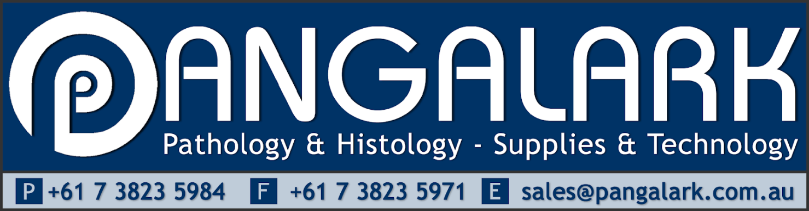 PANGALARK
Pathology & Histology - Supplies & Technology
P +61 7 3823 5984 F +61 7 3823 5971 E sales@pangalark.com.au